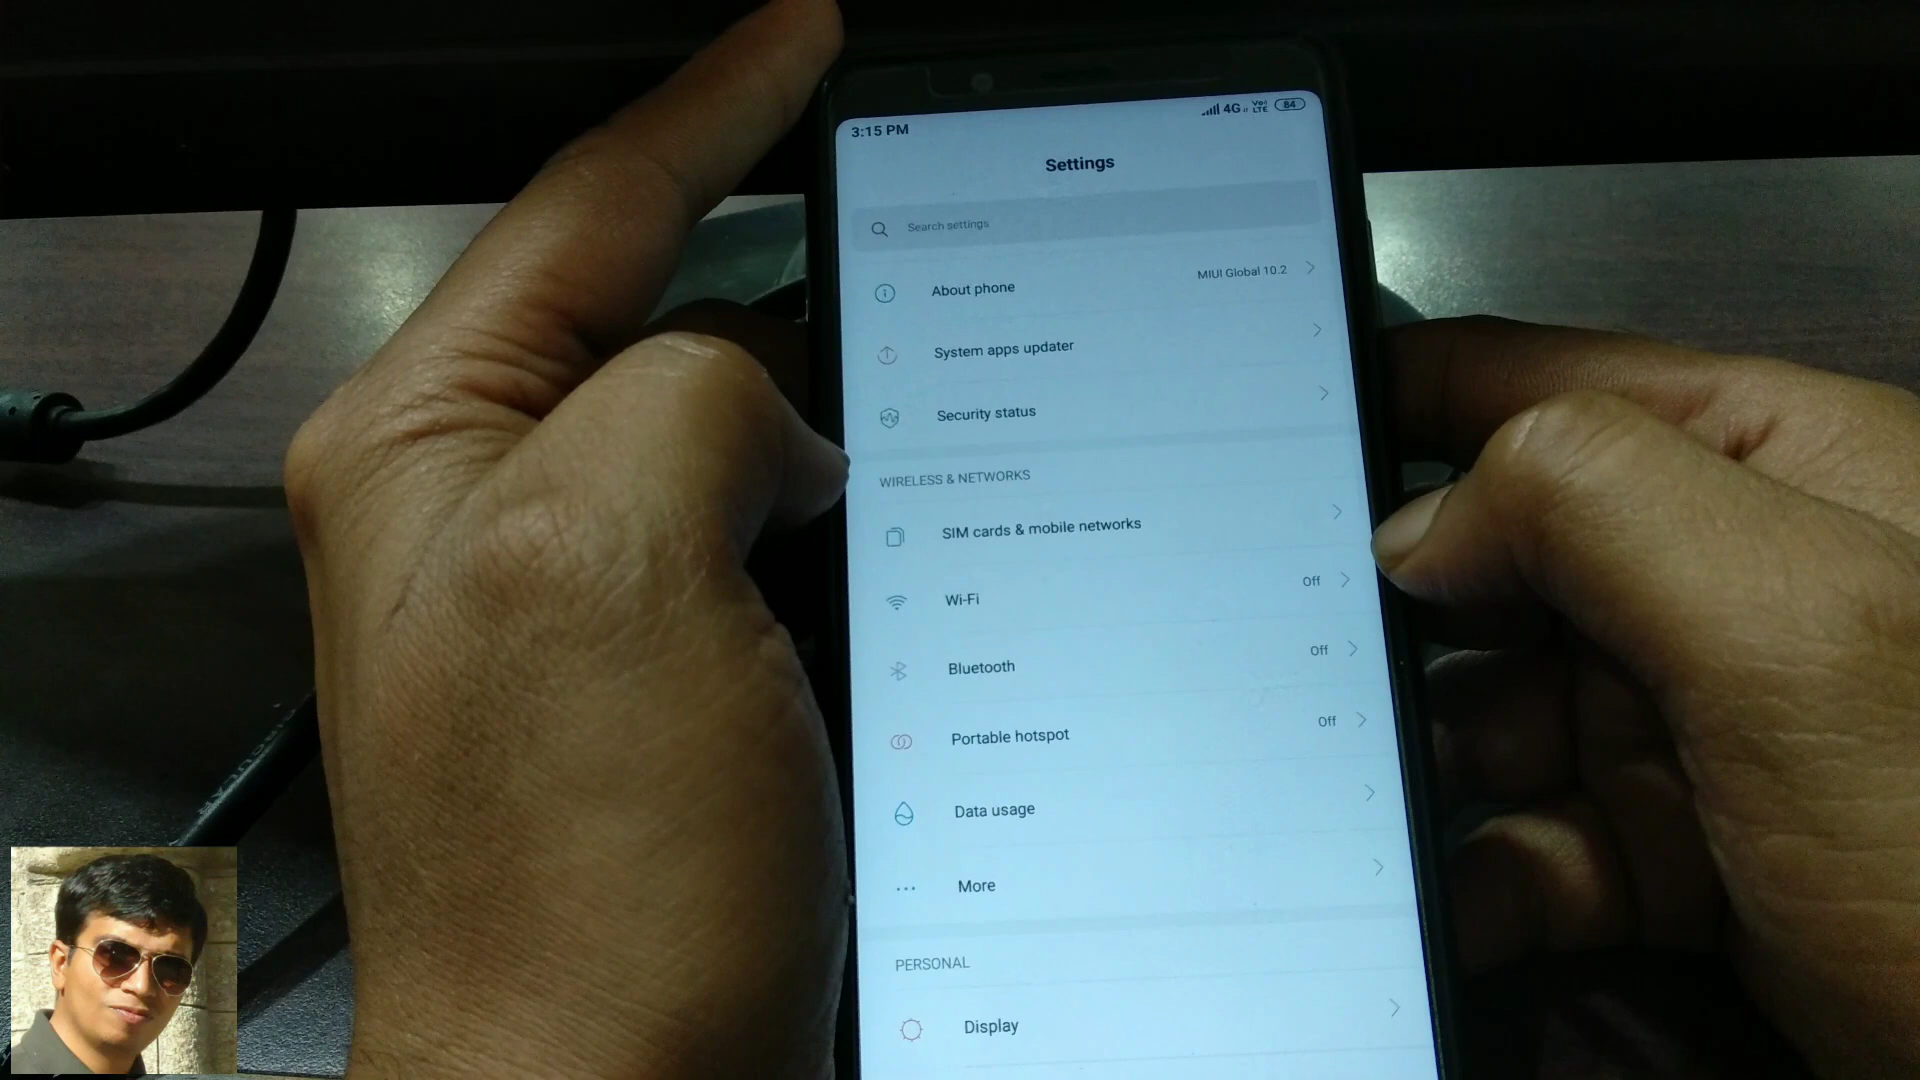 3:15 PM
4G VoLTE 84
Settings
Search settings
About phone
MIUI Global 10.2
System apps updater
Security status
WIRELESS & NETWORKS
SIM cards & mobile networks
Wi-Fi
Off
Bluetooth
Off
Portable hotspot
Off
Data usage
More
PERSONAL
Display